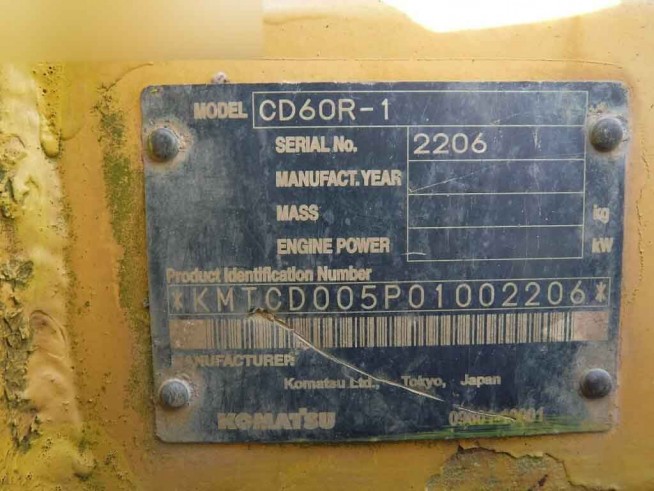 MODEL CD60R-1
SERIAL No. 2206
MANUFACT. YEAR
MASS kg
ENGINE POWER kW
Product Identification Number
*KMTCD005P01002206*
MANUFACTURER
Komatsu Ltd., Tokyo, Japan
KOMATSU